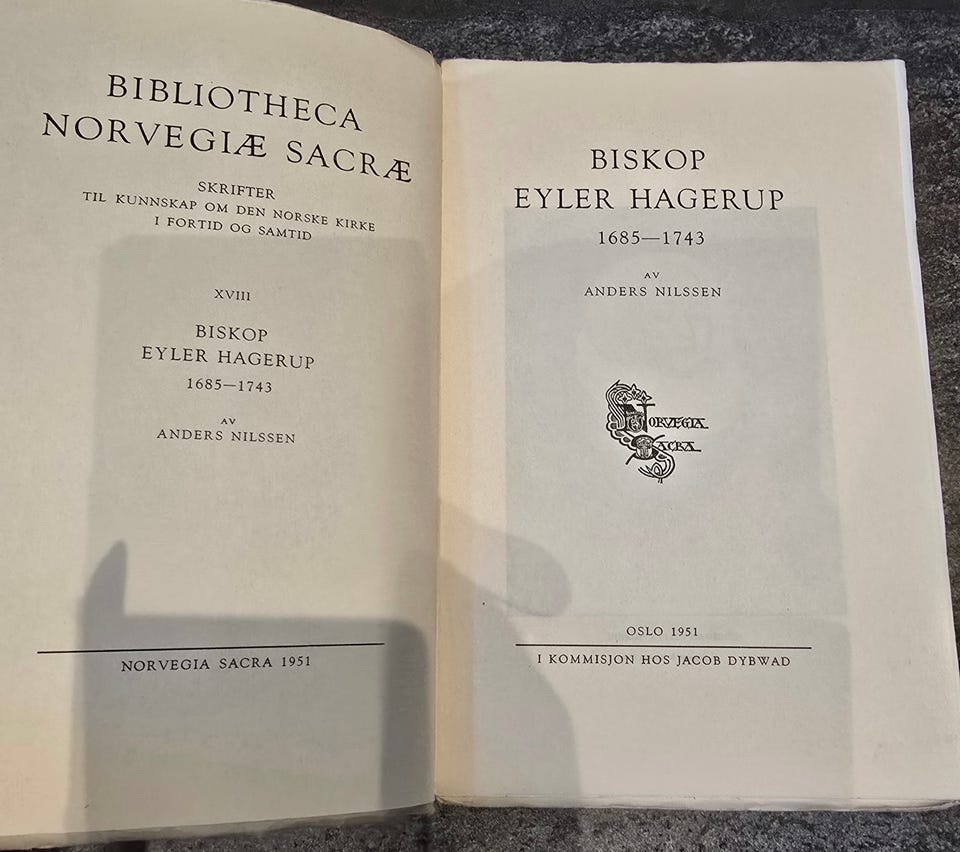 BIBLIOTHECA
NORVEGIÆ SACRÆ
SKRIFTER
TIL KUNNSKAP OM DEN NORSKE KIRKE
I FORTID OG SAMTID
XVIII
BISKOP
EYLER HAGERUP
1685—1743
AV
ANDERS NILSSEN
NORVEGIA SACRA 1951
BISKOP
EYLER HAGERUP
1685—1743
AV
ANDERS NILSSEN
NORVEGIA
SACRA
OSLO 1951
I KOMMISJON HOS JACOB DYBWAD